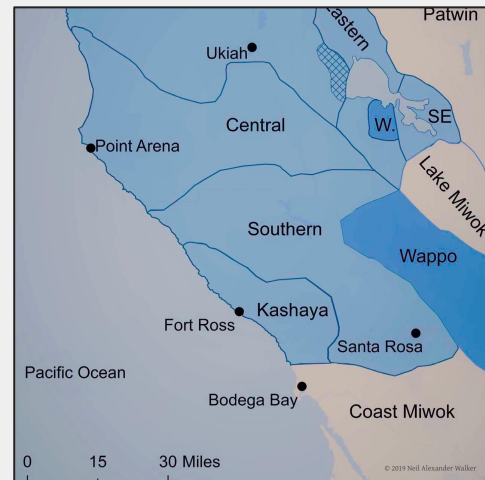 Patwin
Eastern
Ukiah
Central
W.
SE
Point Arena
Lake Miwok
Southern
Wappo
Kashaya
Fort Ross
Santa Rosa
Pacific Ocean
Bodega Bay
Coast Miwok
0 15 30 Miles
© 2019 Neil Alexander Walker